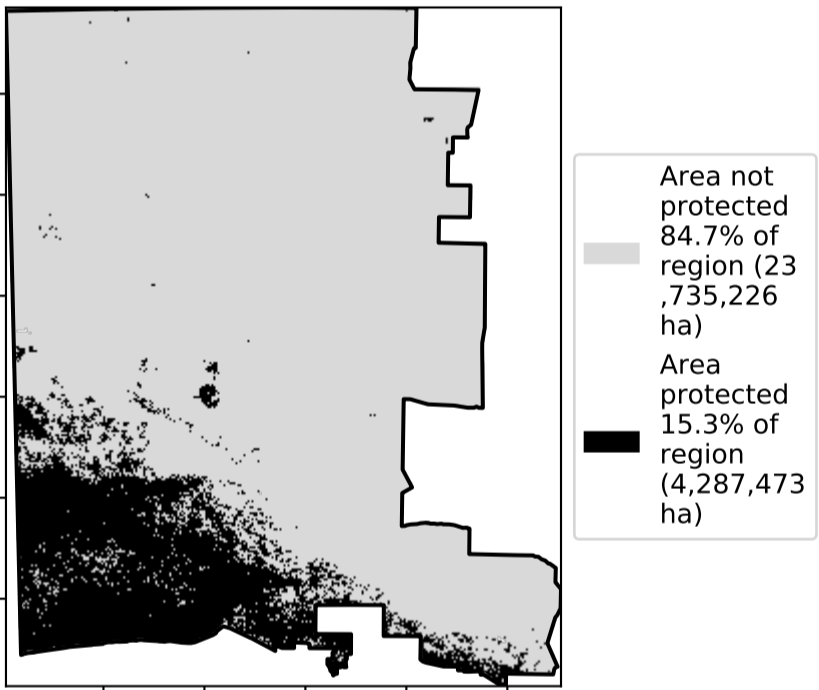 Area not
protected
84.7% of
region (23
,735,226
ha)
Area
protected
15.3% of
region
(4,287,473
ha)